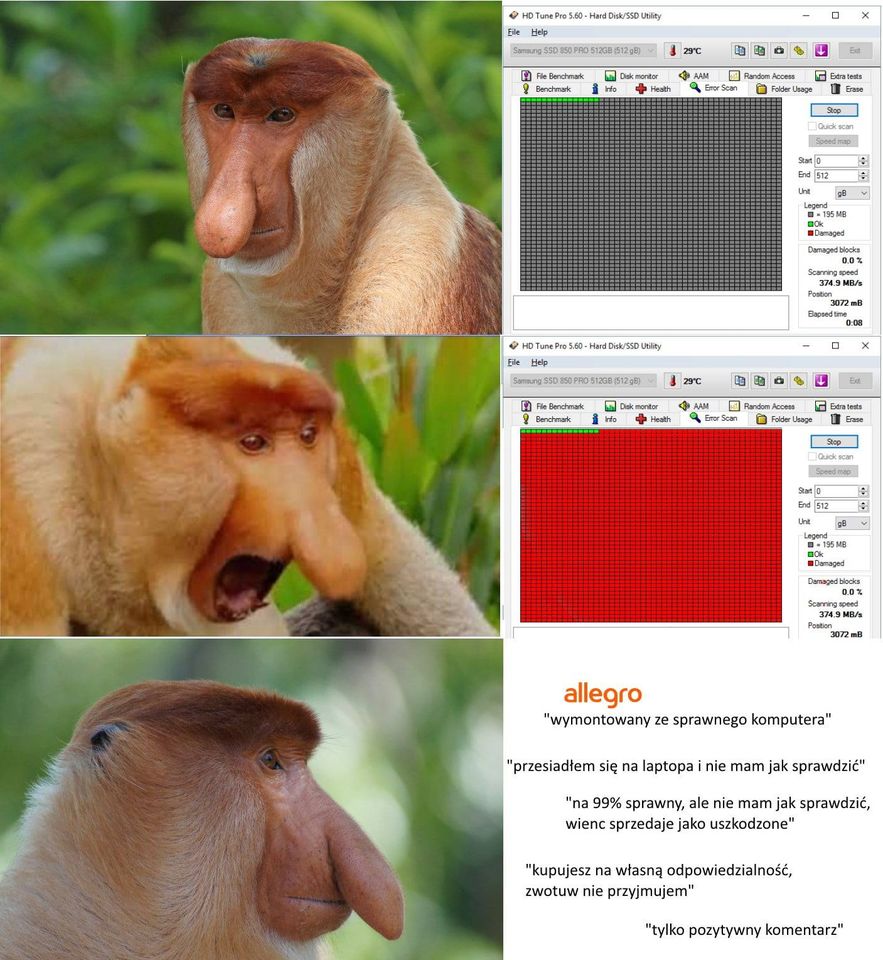 HD Tune Pro 5.60 - Hard Disk/SSD Utility
File Help
Samsung SSD 850 PRO 512GB (512 gB) 29°C Exit
File Benchmark Disk monitor AAM Random Access Extra tests
Benchmark Info Health Error Scan Folder Usage Erase
Stop
Quick scan
Speed map
Start 0
End 512
Unit gB
Legend
= 195 MB
Ok
Damaged
Damaged blocks
0.0 %
Scanning speed
374.9 MB/s
Position
3072 mB
Elapsed time
0:08
HD Tune Pro 5.60 - Hard Disk/SSD Utility
File Help
Samsung SSD 850 PRO 512GB (512 gB) 29°C Exit
File Benchmark Disk monitor AAM Random Access Extra tests
Benchmark Info Health Error Scan Folder Usage Erase
Stop
Quick scan
Speed map
Start 0
End 512
Unit gB
Legend
= 195 MB
Ok
Damaged
Damaged blocks
0.0 %
Scanning speed
374.9 MB/s
Position
3072 mB
allegro
"wymontowany ze sprawnego komputera"
"przesiadłem się na laptopa i nie mam jak sprawdzić"
"na 99% sprawny, ale nie mam jak sprawdzić,
wienc sprzedaje jako uszkodzone"
"kupujesz na własną odpowiedzialność,
zwotuw nie przyjmujem"
"tylko pozytywny komentarz"